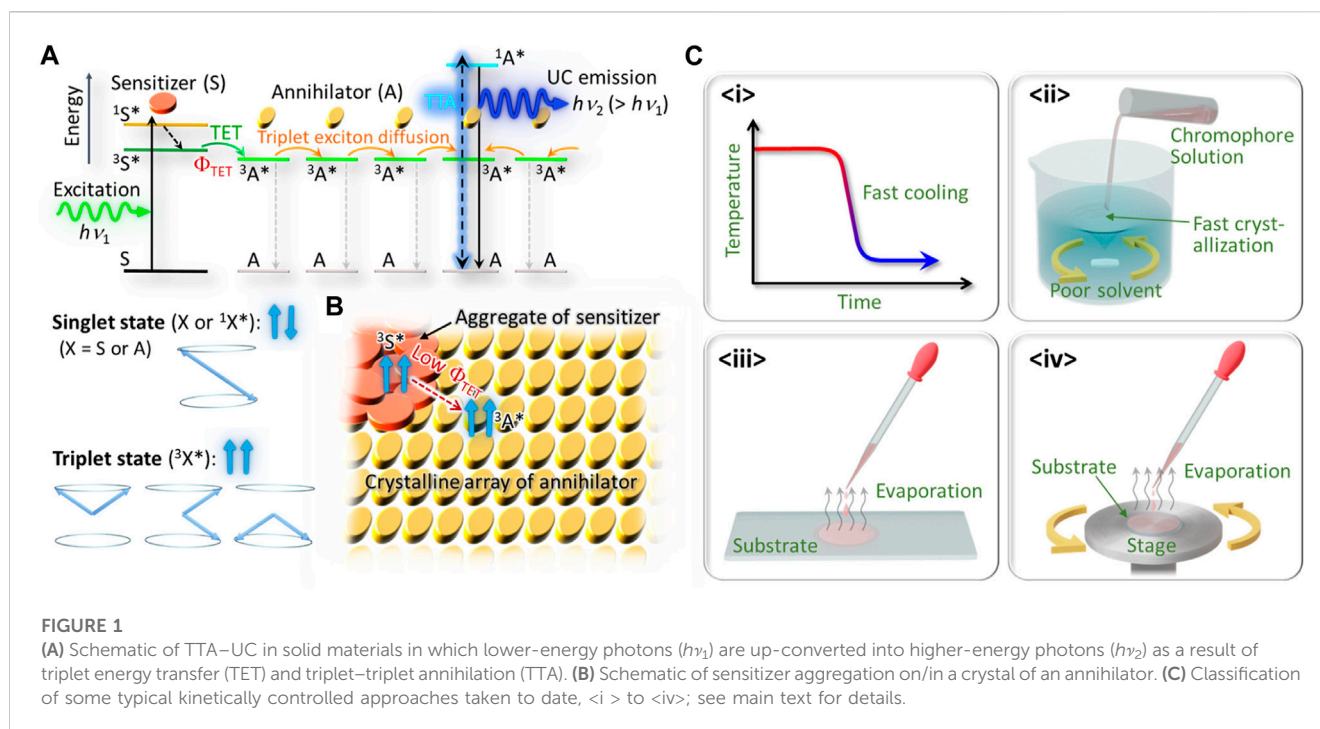 A
Energy
Sensitizer (S)
¹S*
³S*
TET
Φ_TET
Excitation
hν₁
S
Annihilator (A)
Triplet exciton diffusion
³A* ³A* ³A* ³A* ³A*
A A A A A
TTA
¹A*
UC emission
hν₂ (> hν₁)
Singlet state (X or ¹X*):
(X = S or A)
Triplet state (³X*):
B
Aggregate of sensitizer
³S*
Low Φ_TET
³A*
Crystalline array of annihilator
C
<i>
Temperature
Fast cooling
Time
<ii>
Chromophore
Solution
Fast cryst-
allization
Poor solvent
<iii>
Evaporation
Substrate
<iv>
Substrate
Evaporation
Stage
FIGURE 1
(A) Schematic of TTA–UC in solid materials in which lower-energy photons (hν₁) are up-converted into higher-energy photons (hν₂) as a result of
triplet energy transfer (TET) and triplet–triplet annihilation (TTA). (B) Schematic of sensitizer aggregation on/in a crystal of an annihilator. (C) Classification
of some typical kinetically controlled approaches taken to date, <i > to <iv>; see main text for details.